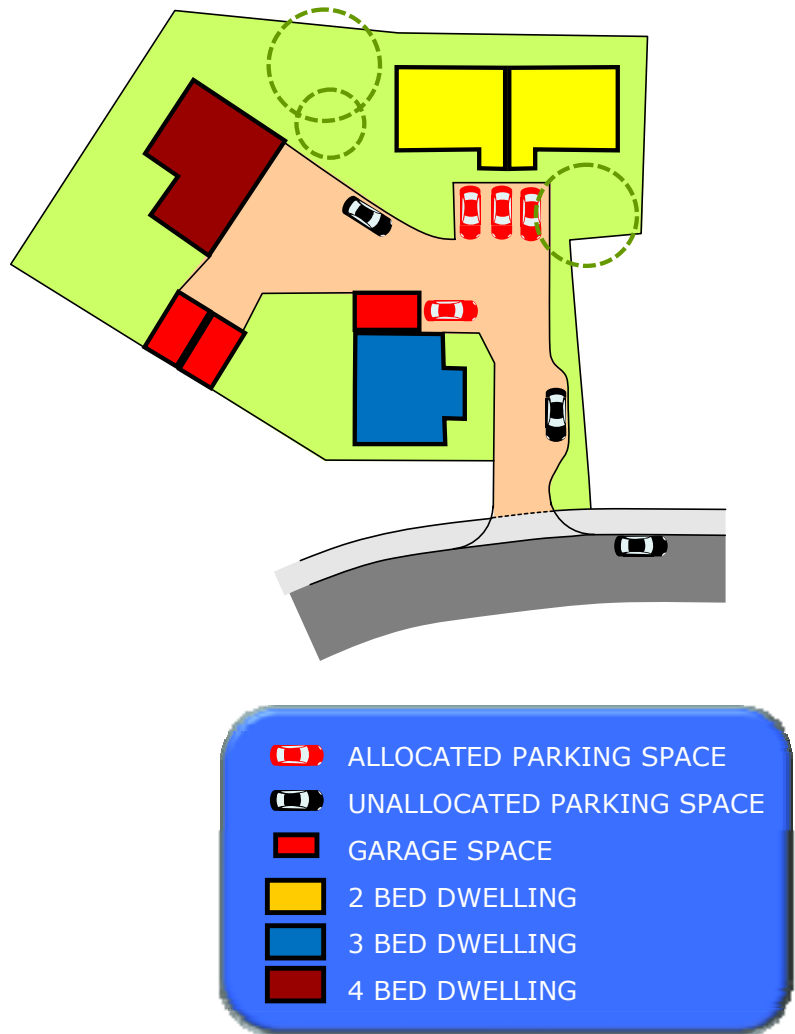 ALLOCATED PARKING SPACE
UNALLOCATED PARKING SPACE
GARAGE SPACE
2 BED DWELLING
3 BED DWELLING
4 BED DWELLING